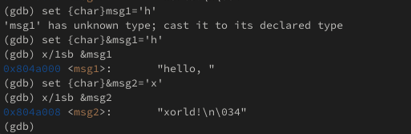 (gdb) set {char}msg1='h'
'msg1' has unknown type; cast it to its declared type
(gdb) set {char}&msg1='h'
(gdb) x/1sb &msg1
0x804a000 <msg1>:       "hello, "
(gdb) set {char}&msg2='x'
(gdb) x/1sb &msg2
0x804a008 <msg2>:       "xorld!\n\034"
(gdb)